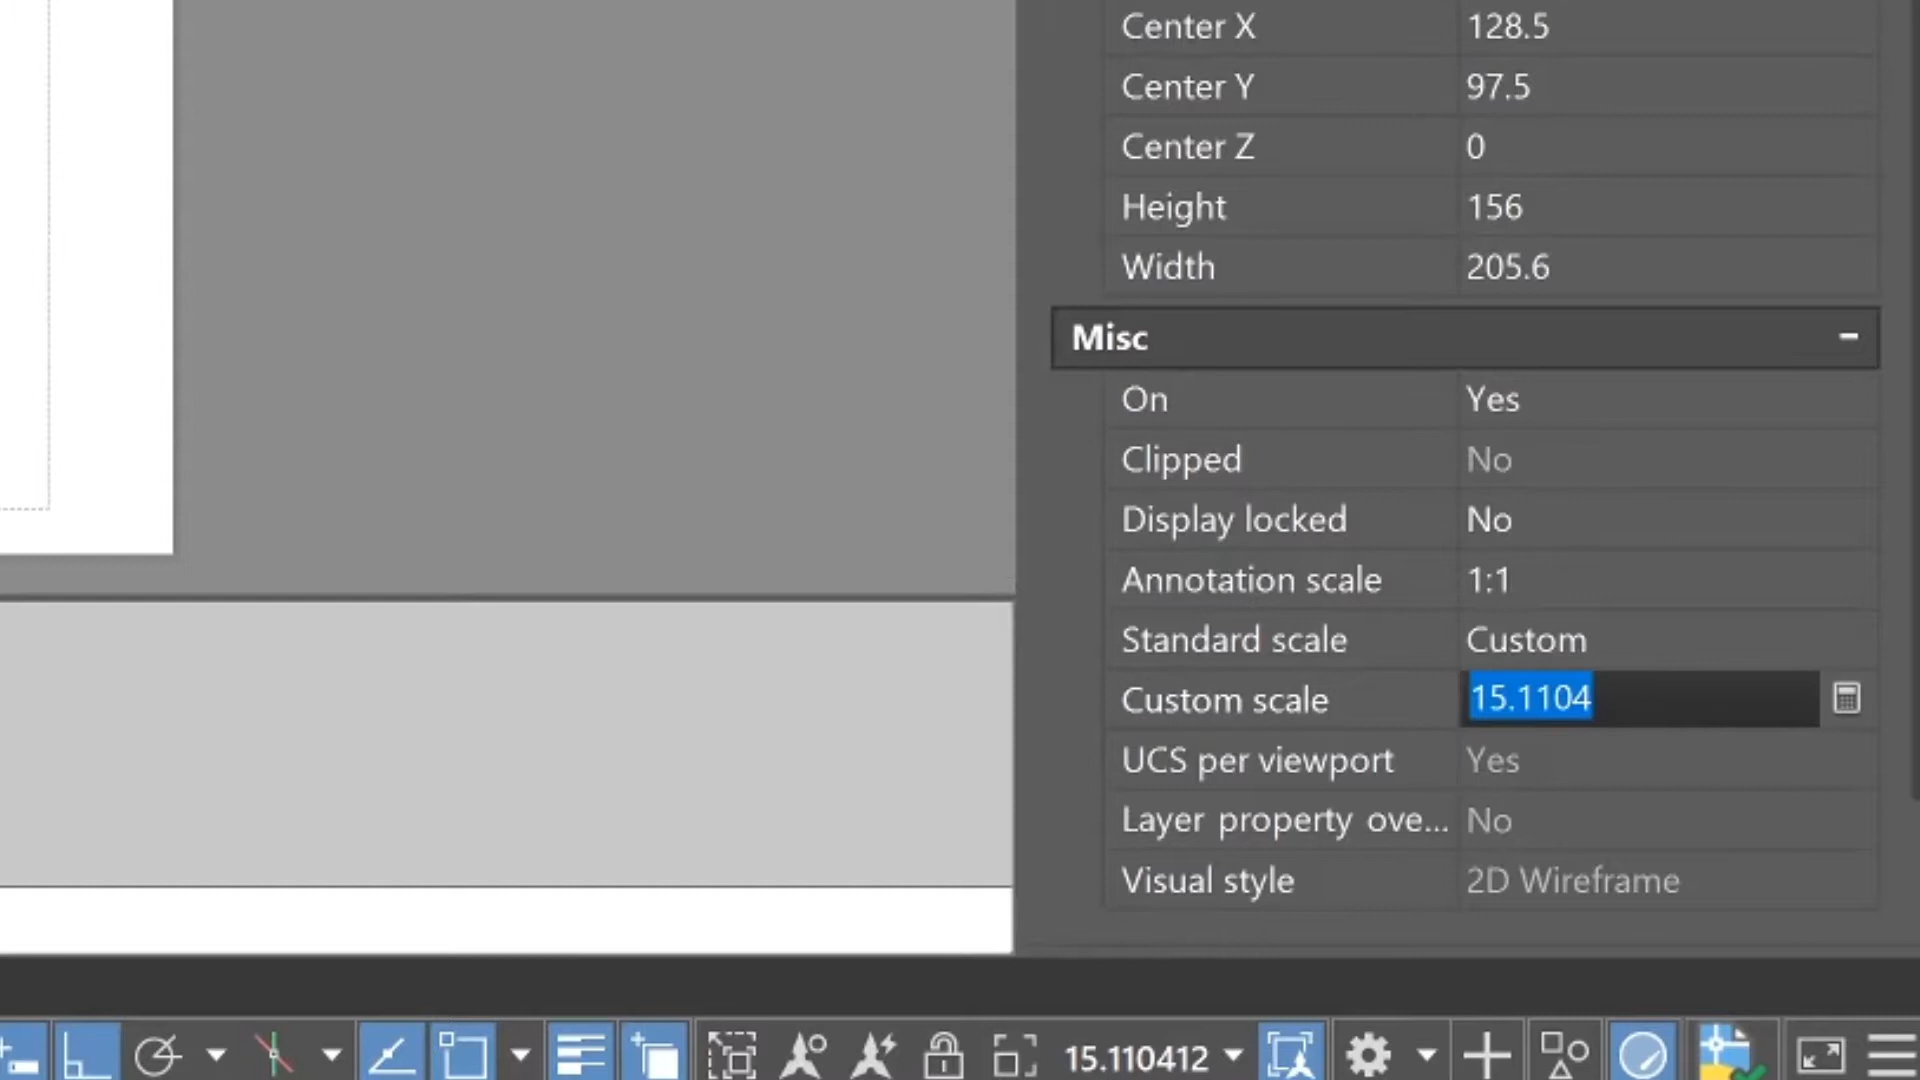 Center X 128.5
Center Y 97.5
Center Z 0
Height 156
Width 205.6
Misc
On Yes
Clipped No
Display locked No
Annotation scale 1:1
Standard scale Custom
Custom scale 15.1104
UCS per viewport Yes
Layer property ove... No
Visual style 2D Wireframe
15.110412